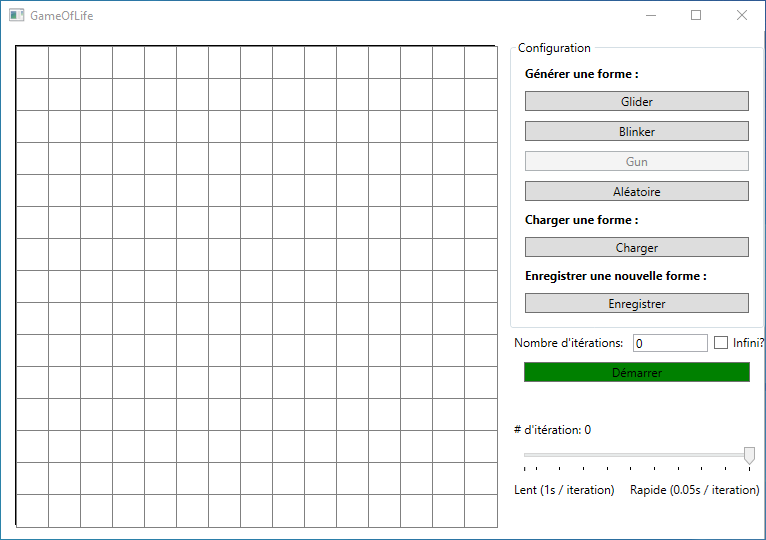 GameOfLife
Configuration
Générer une forme :
Glider
Blinker
Gun
Aléatoire
Charger une forme :
Charger
Enregistrer une nouvelle forme :
Enregistrer
Nombre d'itérations: 0 Infini?
Démarrer
# d'itération: 0
Lent (1s / iteration) Rapide (0.05s / iteration)